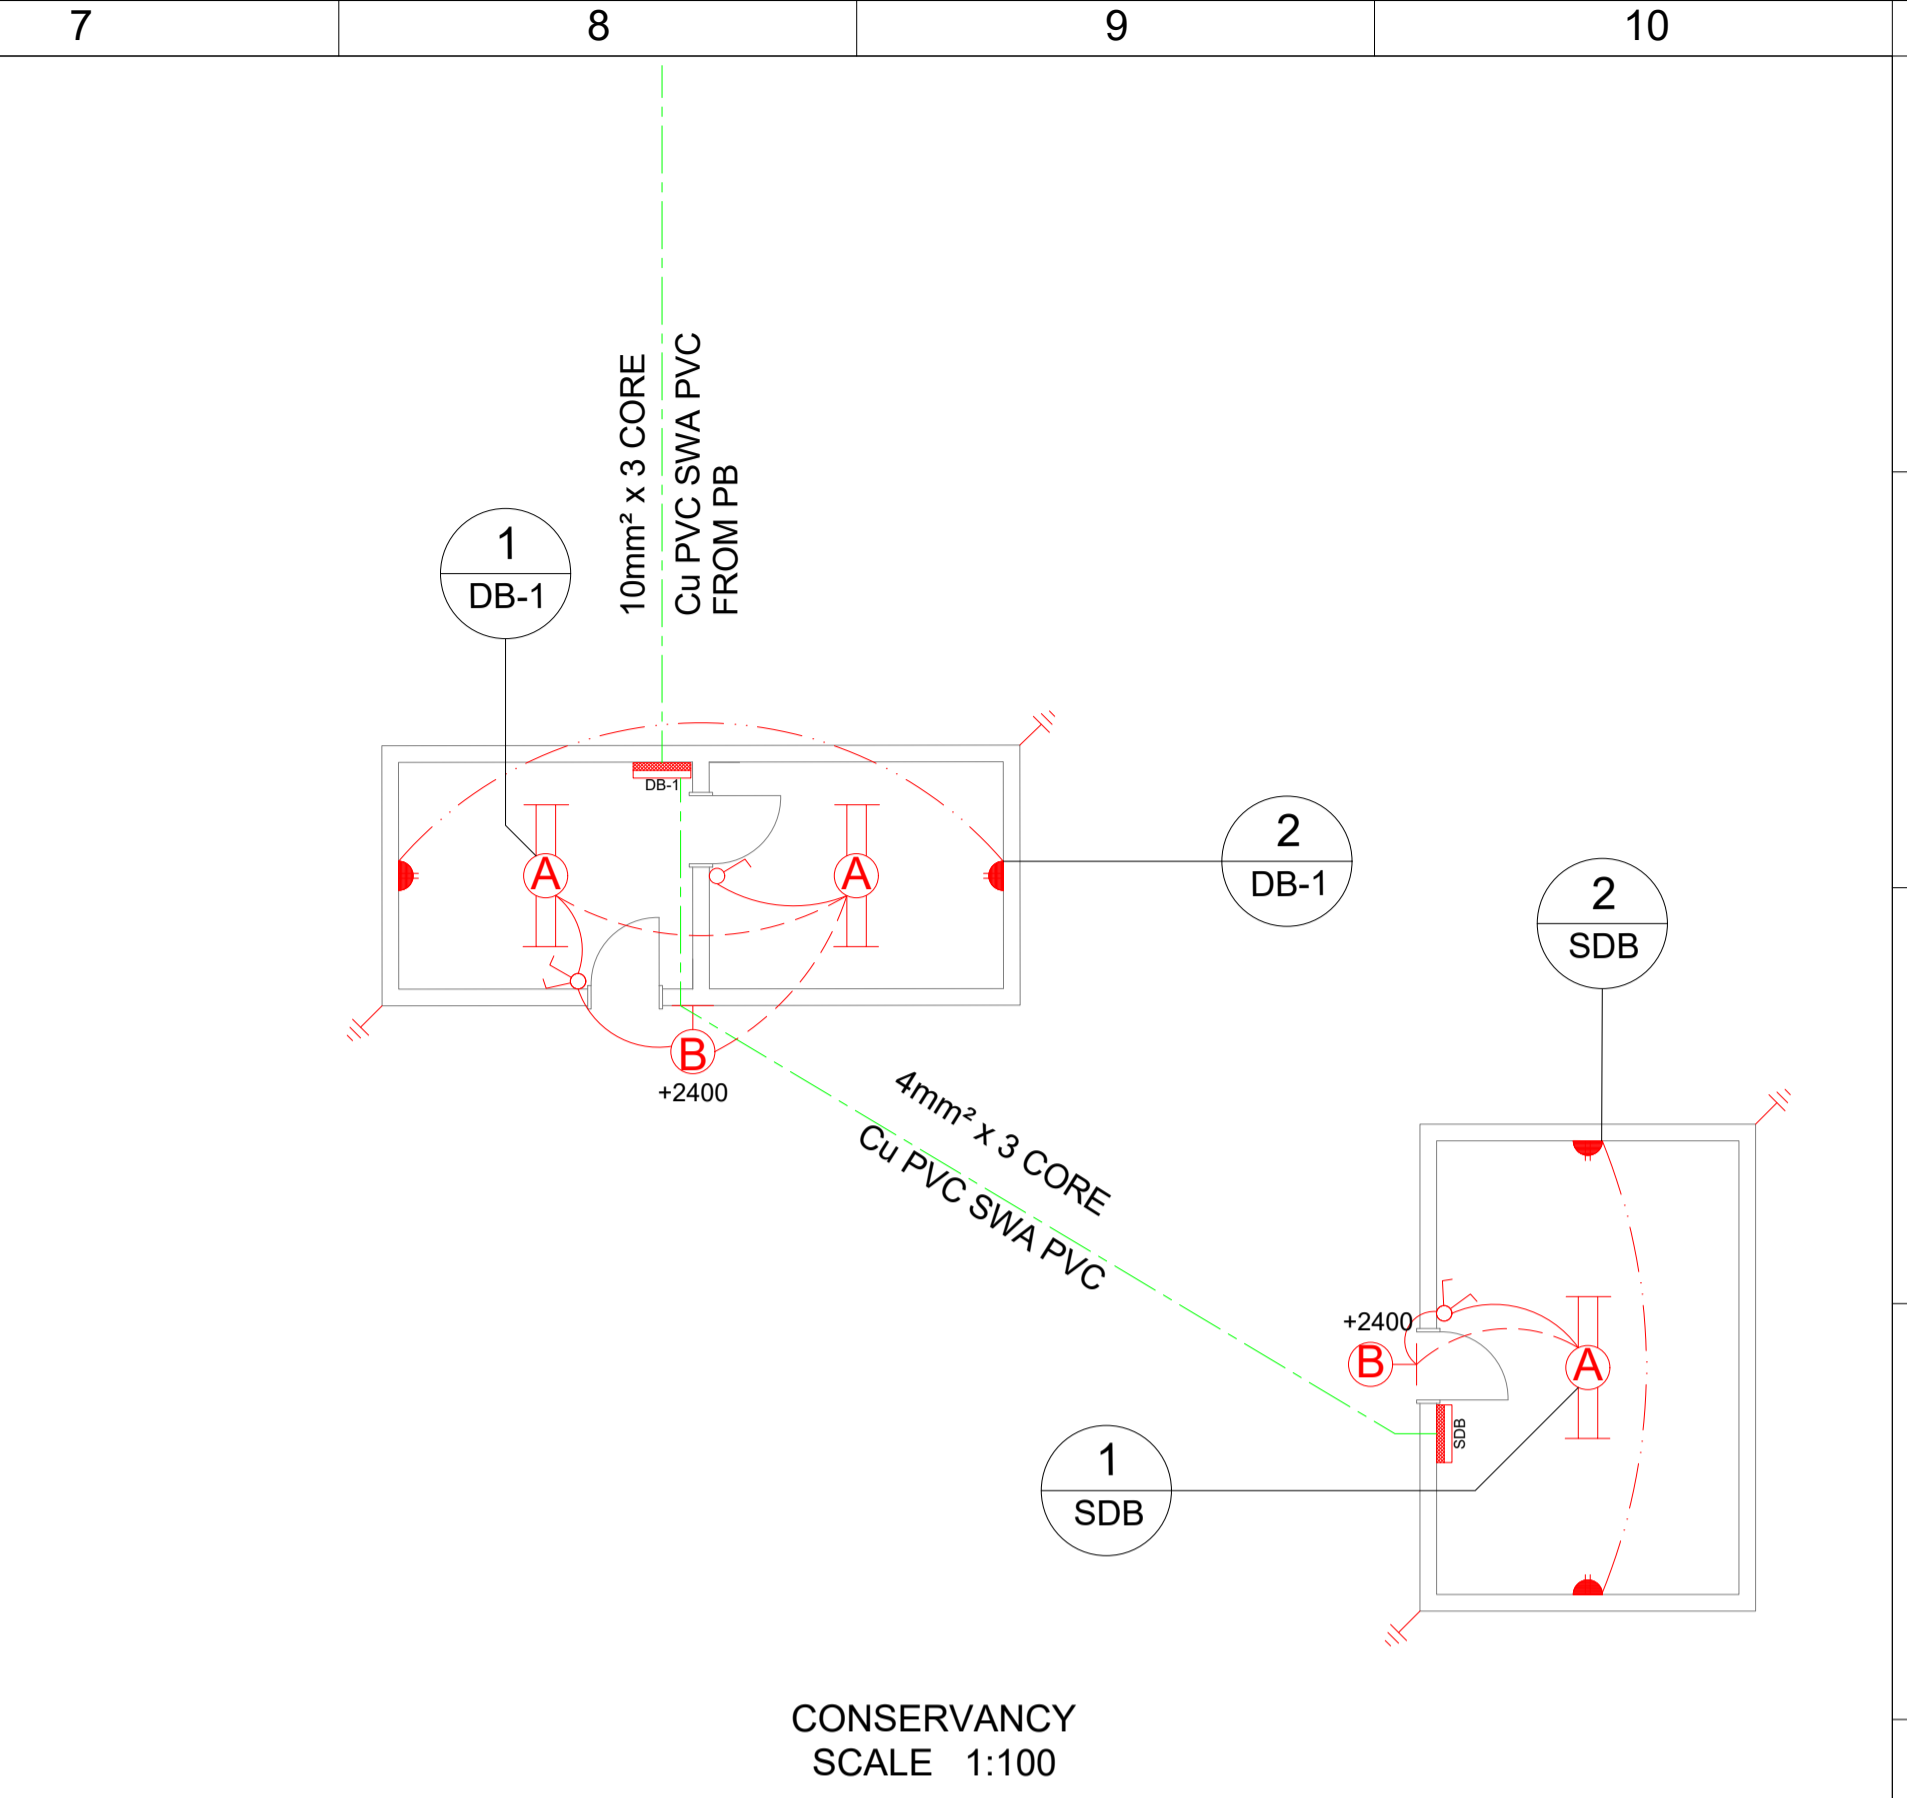 7
8
9
10
10mm² x 3 CORE
Cu PVC SWA PVC
FROM PB
1
DB-1
DB-1
2
DB-1
A
A
B
+2400
2
SDB
4mm² x 3 CORE
Cu PVC SWA PVC
+2400
B
A
SDB
1
SDB
CONSERVANCY
SCALE 1:100